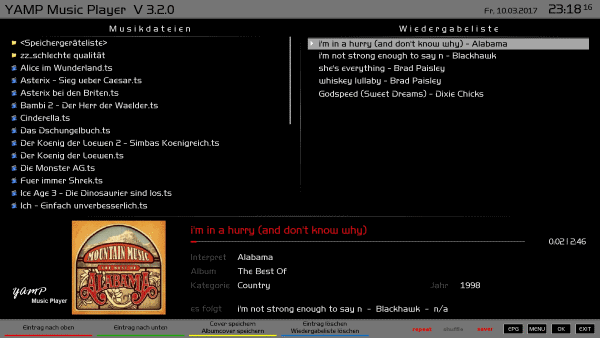 YAMP Music Player V 3.2.0
Fr, 10.03.2017 23:18 16
Musikdateien
<Speichergeräteliste>
zz_schlechte qualität
Alice im Wunderland.ts
Asterix - Sieg ueber Caesar.ts
Asterix bei den Briten.ts
Bambi 2 - Der Herr der Waelder.ts
Cinderella.ts
Das Dschungelbuch.ts
Der Koenig der Loewen 2 - Simbas Koenigreich.ts
Der Koenig der Loewen.ts
Die Monster AG.ts
Fuer immer Shrek.ts
Ice Age 3 - Die Dinosaurier sind los.ts
Ich - Einfach unverbesserlich.ts
Wiedergabeliste
i'm in a hurry (and don't know why) - Alabama
i'm not strong enough to say n - Blackhawk
she's everything - Brad Paisley
whiskey lullaby - Brad Paisley
Godspeed (Sweet Dreams) - Dixie Chicks
YAMP
Music Player
MOUNTAIN MUSIC
THE BEST OF
ALABAMA
i'm in a hurry (and don't know why)
0:02 | 2:46
Interpret Alabama
Album The Best Of
Kategorie Country Jahr 1998
es folgt i'm not strong enough to say n - Blackhawk - n/a
Eintrag nach oben
Eintrag nach unten
Cover speichern
Albumcover speichern
Eintrag löschen
Wiedergabeliste löschen
repeat shuffle saver
EPG MENU OK EXIT